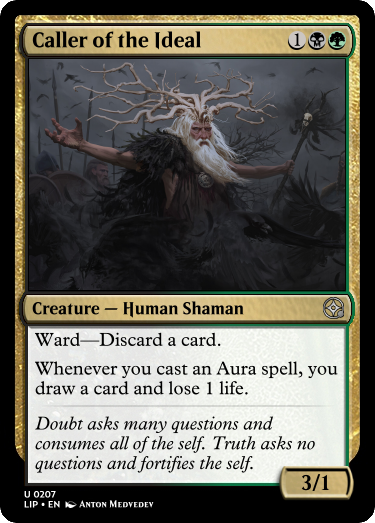 Caller of the Ideal 1
Creature — Human Shaman
Ward—Discard a card.
Whenever you cast an Aura spell, you
draw a card and lose 1 life.
Doubt asks many questions and
consumes all of the self. Truth asks no
questions and fortifies the self.
3/1
U 0207
LIP • EN Anton Medvedev